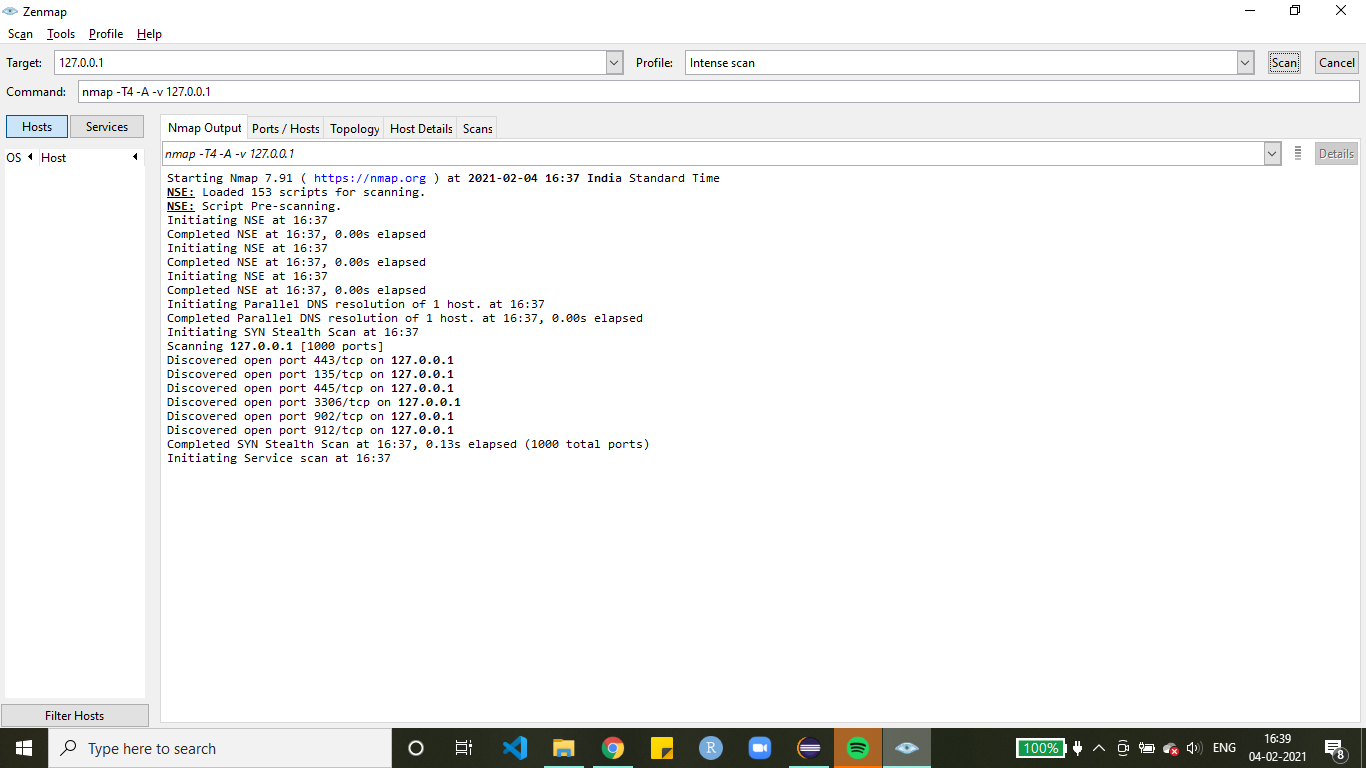 Zenmap
Scan Tools Profile Help
Target: 127.0.0.1 Profile: Intense scan Scan Cancel
Command: nmap -T4 -A -v 127.0.0.1
Hosts Services Nmap Output Ports / Hosts Topology Host Details Scans
OS Host nmap -T4 -A -v 127.0.0.1 Details
Starting Nmap 7.91 ( https://nmap.org ) at 2021-02-04 16:37 India Standard Time
NSE: Loaded 153 scripts for scanning.
NSE: Script Pre-scanning.
Initiating NSE at 16:37
Completed NSE at 16:37, 0.00s elapsed
Initiating NSE at 16:37
Completed NSE at 16:37, 0.00s elapsed
Initiating NSE at 16:37
Completed NSE at 16:37, 0.00s elapsed
Initiating Parallel DNS resolution of 1 host. at 16:37
Completed Parallel DNS resolution of 1 host. at 16:37, 0.00s elapsed
Initiating SYN Stealth Scan at 16:37
Scanning 127.0.0.1 [1000 ports]
Discovered open port 443/tcp on 127.0.0.1
Discovered open port 135/tcp on 127.0.0.1
Discovered open port 445/tcp on 127.0.0.1
Discovered open port 3306/tcp on 127.0.0.1
Discovered open port 902/tcp on 127.0.0.1
Discovered open port 912/tcp on 127.0.0.1
Completed SYN Stealth Scan at 16:37, 0.13s elapsed (1000 total ports)
Initiating Service scan at 16:37
Filter Hosts
Type here to search R 100% ENG 16:39
04-02-2021 8